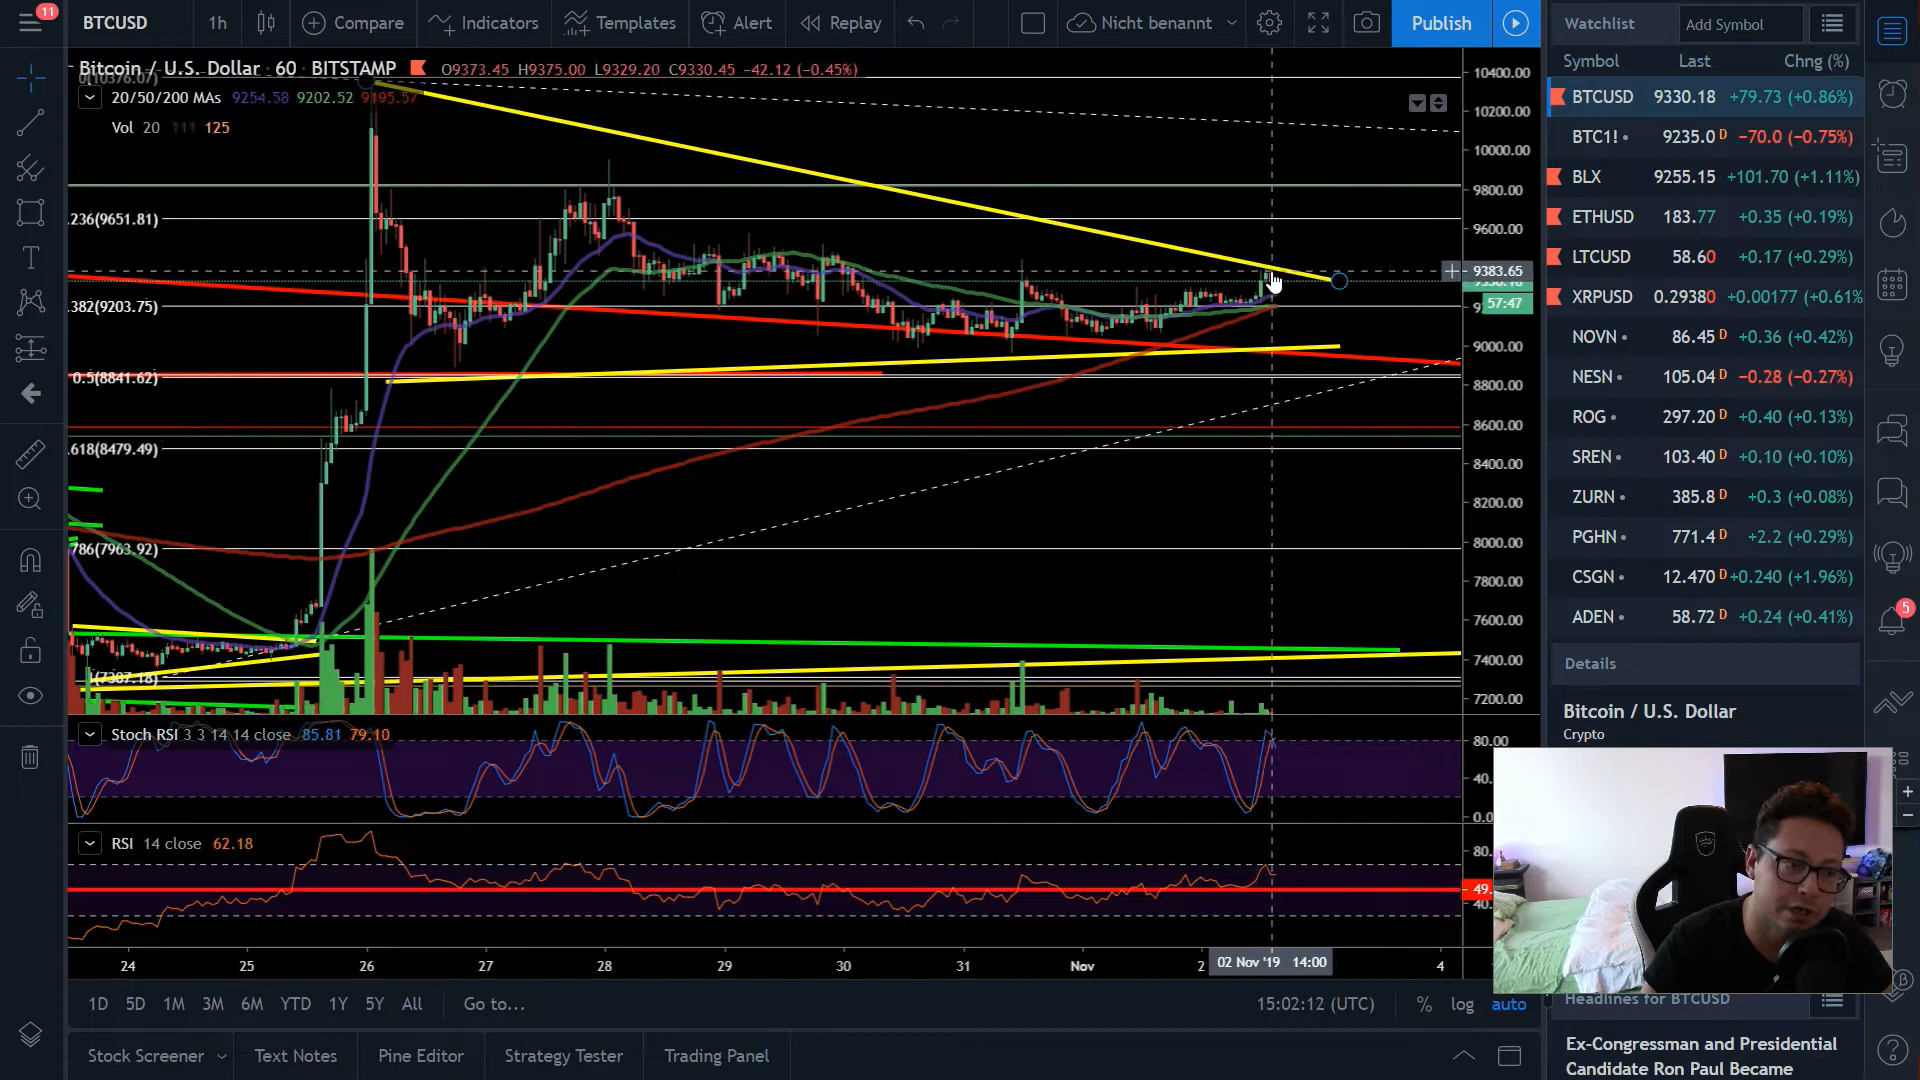 11
BTCUSD
1h
Compare
Indicators
Templates
Alert
Replay
Nicht benannt
Publish
Watchlist
Add Symbol
Symbol Last Chng (%)
Bitcoin / U.S. Dollar · 60 · BITSTAMP O9373.45 H9375.00 L9329.20 C9330.45 −42.12 (−0.45%)
0(10376.07)
20/50/200 MAs 9254.58 9202.52 9195.57
Vol 20 111 125
.236(9651.81)
.382(9203.75)
0.5(8841.62)
.618(8479.49)
786(7963.92)
(7307.18)
10400.00
10200.00
10000.00
9800.00
9600.00
9383.65
57:47
9000.00
8800.00
8600.00
8400.00
8200.00
8000.00
7800.00
7600.00
7400.00
7200.00
Stoch RSI 3 3 14 14 close 85.81 79.10
80.00
40.
0.0
RSI 14 close 62.18
80.
49.
40.
24 25 26 27 28 29 30 31 Nov 2 02 Nov '19 14:00 4
1D 5D 1M 3M 6M YTD 1Y 5Y All Go to... 15:02:12 (UTC) % log auto
Stock Screener Text Notes Pine Editor Strategy Tester Trading Panel
BTCUSD 9330.18 +79.73 (+0.86%)
BTC1! 9235.0 D −70.0 (−0.75%)
BLX 9255.15 +101.70 (+1.11%)
ETHUSD 183.77 +0.35 (+0.19%)
LTCUSD 58.60 +0.17 (+0.29%)
XRPUSD 0.29380 +0.00177 (+0.61%
NOVN 86.45 D +0.36 (+0.42%)
NESN 105.04 D −0.28 (−0.27%)
ROG 297.20 D +0.40 (+0.13%)
SREN 103.40 D +0.10 (+0.10%)
ZURN 385.8 D +0.3 (+0.08%)
PGHN 771.4 D +2.2 (+0.29%)
CSGN 12.470 D +0.240 (+1.96%)
ADEN 58.72 D +0.24 (+0.41%)
5
Details
Bitcoin / U.S. Dollar
Crypto
Headlines for BTCUSD
Ex-Congressman and Presidential
Candidate Ron Paul Became